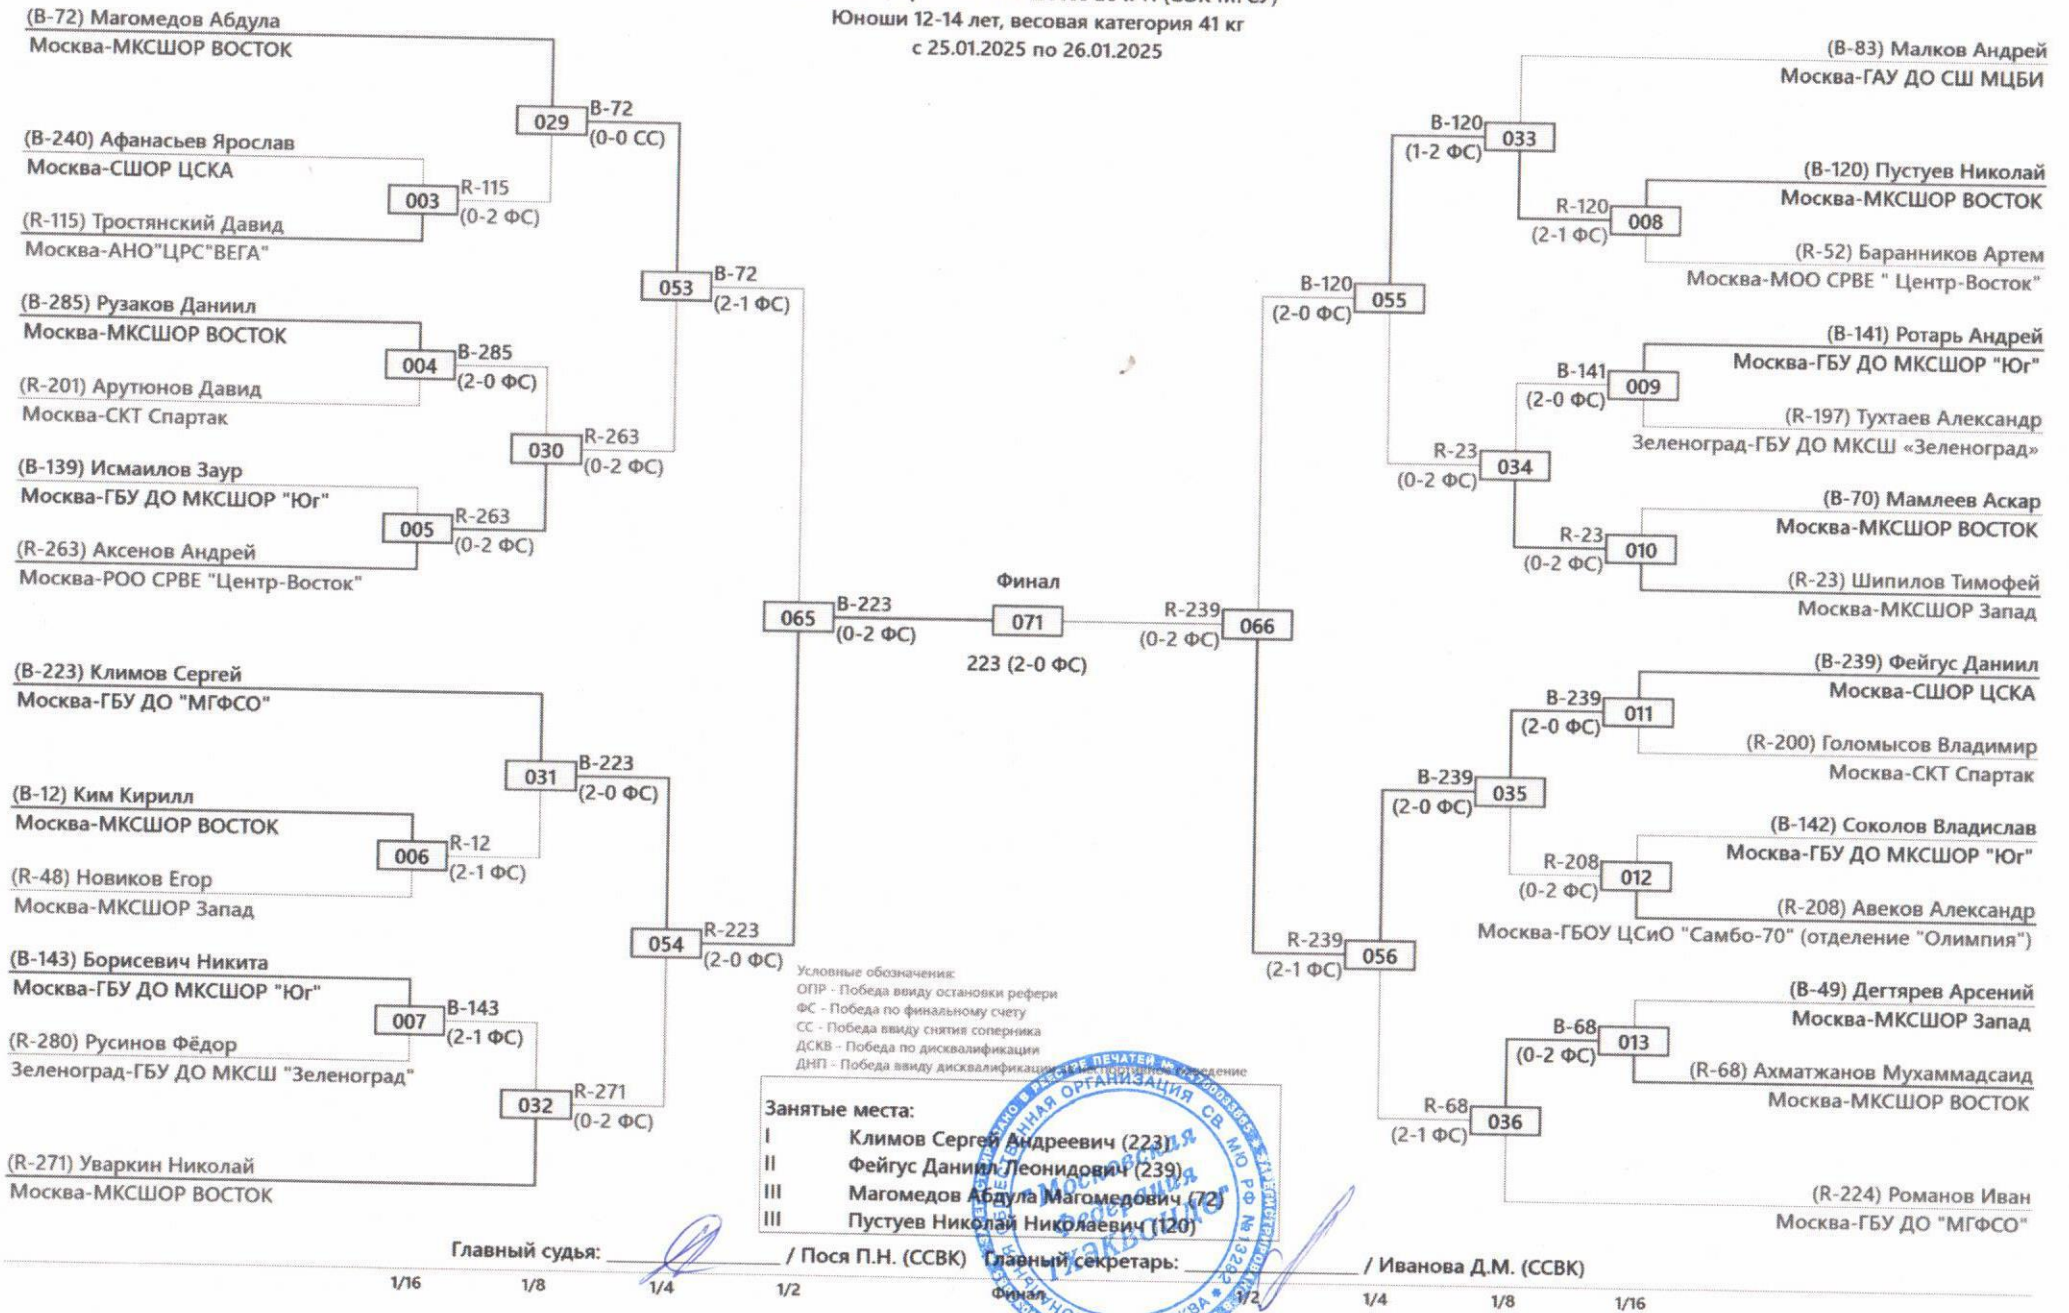 Юноши 12-14 лет, весовая категория 41 кг
с 25.01.2025 по 26.01.2025
(B-72) Магомедов Абдула
Москва-МКСШОР ВОСТОК
029
B-72
(0-0 СС)
(B-240) Афанасьев Ярослав
Москва-СШОР ЦСКА
003
R-115
(0-2 ФС)
(R-115) Тростянский Давид
Москва-АНО"ЦРС"ВЕГА"
053
B-72
(2-1 ФС)
(B-285) Рузаков Даниил
Москва-МКСШОР ВОСТОК
004
B-285
(2-0 ФС)
(R-201) Арутюнов Давид
Москва-СКТ Спартак
030
R-263
(0-2 ФС)
(B-139) Исмаилов Заур
Москва-ГБУ ДО МКСШОР "Юг"
005
R-263
(0-2 ФС)
(R-263) Аксенов Андрей
Москва-РОО СРВЕ "Центр-Восток"
065
B-223
(0-2 ФС)
(B-223) Климов Сергей
Москва-ГБУ ДО "МГФСО"
031
B-223
(2-0 ФС)
(B-12) Ким Кирилл
Москва-МКСШОР ВОСТОК
006
R-12
(2-1 ФС)
(R-48) Новиков Егор
Москва-МКСШОР Запад
054
R-223
(2-0 ФС)
(B-143) Борисевич Никита
Москва-ГБУ ДО МКСШОР "Юг"
007
B-143
(2-1 ФС)
(R-280) Русинов Фёдор
Зеленоград-ГБУ ДО МКСШ "Зеленоград"
032
R-271
(0-2 ФС)
(R-271) Уваркин Николай
Москва-МКСШОР ВОСТОК
Финал
071
223 (2-0 ФС)
(B-83) Малков Андрей
Москва-ГАУ ДО СШ МЦБИ
B-120
(1-2 ФС)
033
(B-120) Пустуев Николай
Москва-МКСШОР ВОСТОК
R-120
(2-1 ФС)
008
(R-52) Баранников Артем
Москва-МОО СРВЕ " Центр-Восток"
B-120
(2-0 ФС)
055
(B-141) Ротарь Андрей
Москва-ГБУ ДО МКСШОР "Юг"
B-141
(2-0 ФС)
009
(R-197) Тухтаев Александр
Зеленоград-ГБУ ДО МКСШ «Зеленоград»
R-23
(0-2 ФС)
034
(B-70) Мамлеев Аскар
Москва-МКСШОР ВОСТОК
R-23
(0-2 ФС)
010
(R-23) Шипилов Тимофей
Москва-МКСШОР Запад
R-239
(0-2 ФС)
066
(B-239) Фейгус Даниил
Москва-СШОР ЦСКА
B-239
(2-0 ФС)
011
(R-200) Голомысов Владимир
Москва-СКТ Спартак
B-239
(2-0 ФС)
035
(B-142) Соколов Владислав
Москва-ГБУ ДО МКСШОР "Юг"
R-208
(0-2 ФС)
012
(R-208) Авеков Александр
Москва-ГБОУ ЦСиО "Самбо-70" (отделение "Олимпия")
R-239
(2-1 ФС)
056
(B-49) Дегтярев Арсений
Москва-МКСШОР Запад
B-68
(0-2 ФС)
013
(R-68) Ахматжанов Мухаммадсаид
Москва-МКСШОР ВОСТОК
R-68
(2-1 ФС)
036
(R-224) Романов Иван
Москва-ГБУ ДО "МГФСО"
Условные обозначения:
ОПР - Победа ввиду остановки рефери
ФС - Победа по финальному счету
СС - Победа ввиду снятия соперника
ДСКВ - Победа по дисквалификации
ДНП - Победа ввиду дисквалификации
Занятые места:
I Климов Сергей Андреевич (223)
II Фейгус Даниил Леонидович (239)
III Магомедов Абдула Магомедович (72)
III Пустуев Николай Николаевич (120)
"Московская
Федерация
ТХЭКВОНДО"
Главный судья: / Пося П.Н. (ССВК) Главный секретарь: / Иванова Д.М. (ССВК)
1/16 1/8 1/4 1/2 Финал 1/2 1/4 1/8 1/16